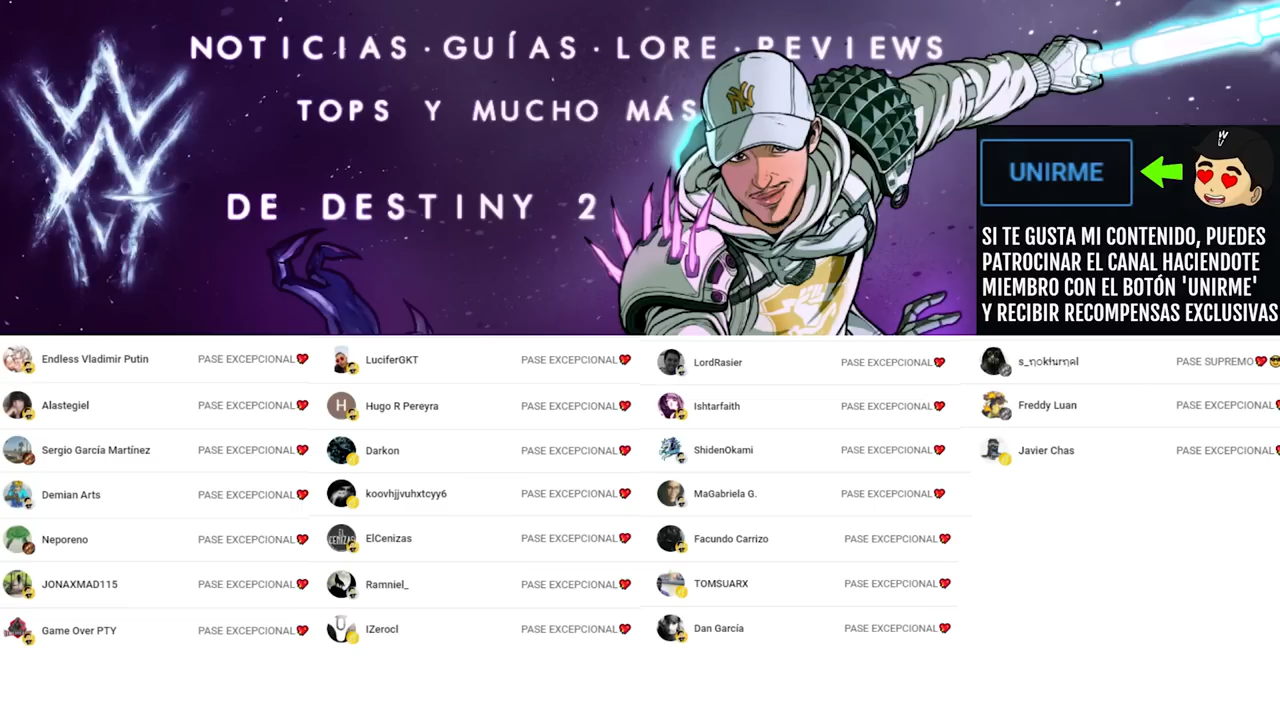 NOTICIAS · GUÍAS · LORE · REVIEWS
TOPS Y MUCHO MÁS
DE DESTINY 2
UNIRME
SI TE GUSTA MI CONTENIDO, PUEDES
PATROCINAR EL CANAL HACIENDOTE
MIEMBRO CON EL BOTÓN 'UNIRME'
Y RECIBIR RECOMPENSAS EXCLUSIVAS
Endless Vladimir Putin PASE EXCEPCIONAL
Alastegiel PASE EXCEPCIONAL
Sergio García Martínez PASE EXCEPCIONAL
Demian Arts PASE EXCEPCIONAL
Neporeno PASE EXCEPCIONAL
JONAXMAD115 PASE EXCEPCIONAL
Game Over PTY PASE EXCEPCIONAL
LuciferGKT PASE EXCEPCIONAL
H Hugo R Pereyra PASE EXCEPCIONAL
Darkon PASE EXCEPCIONAL
koovhjjvuhxtcyy6 PASE EXCEPCIONAL
EL CENIZAS ElCenizas PASE EXCEPCIONAL
Ramniel_ PASE EXCEPCIONAL
IZerocl PASE EXCEPCIONAL
LordRasier PASE EXCEPCIONAL
Ishtarfaith PASE EXCEPCIONAL
ShidenOkami PASE EXCEPCIONAL
MaGabriela G. PASE EXCEPCIONAL
Facundo Carrizo PASE EXCEPCIONAL
TOMSUARX PASE EXCEPCIONAL
Dan García PASE EXCEPCIONAL
PASE SUPREMO
Freddy Luan PASE EXCEPCIONAL
Javier Chas PASE EXCEPCIONAL